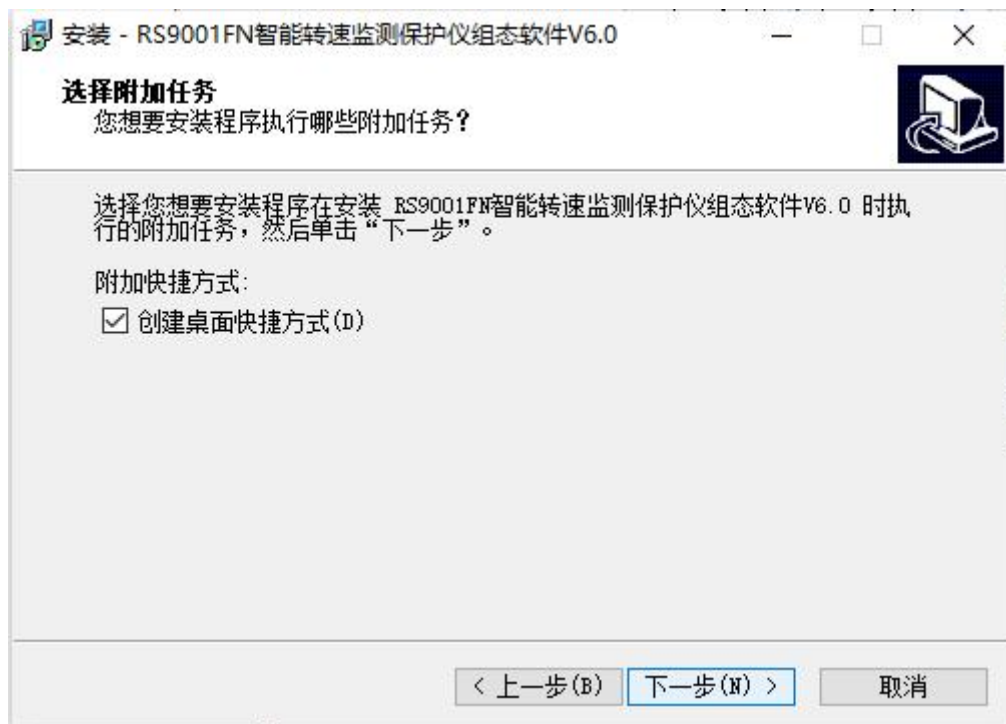 安装 - RS9001FN智能转速监测保护仪组态软件V6.0
选择附加任务
您想要安装程序执行哪些附加任务?
选择您想要安装程序在安装 RS9001FN智能转速监测保护仪组态软件V6.0 时执
行的附加任务，然后单击“下一步”。
附加快捷方式:
创建桌面快捷方式(D)
< 上一步(B) 下一步(N) > 取消